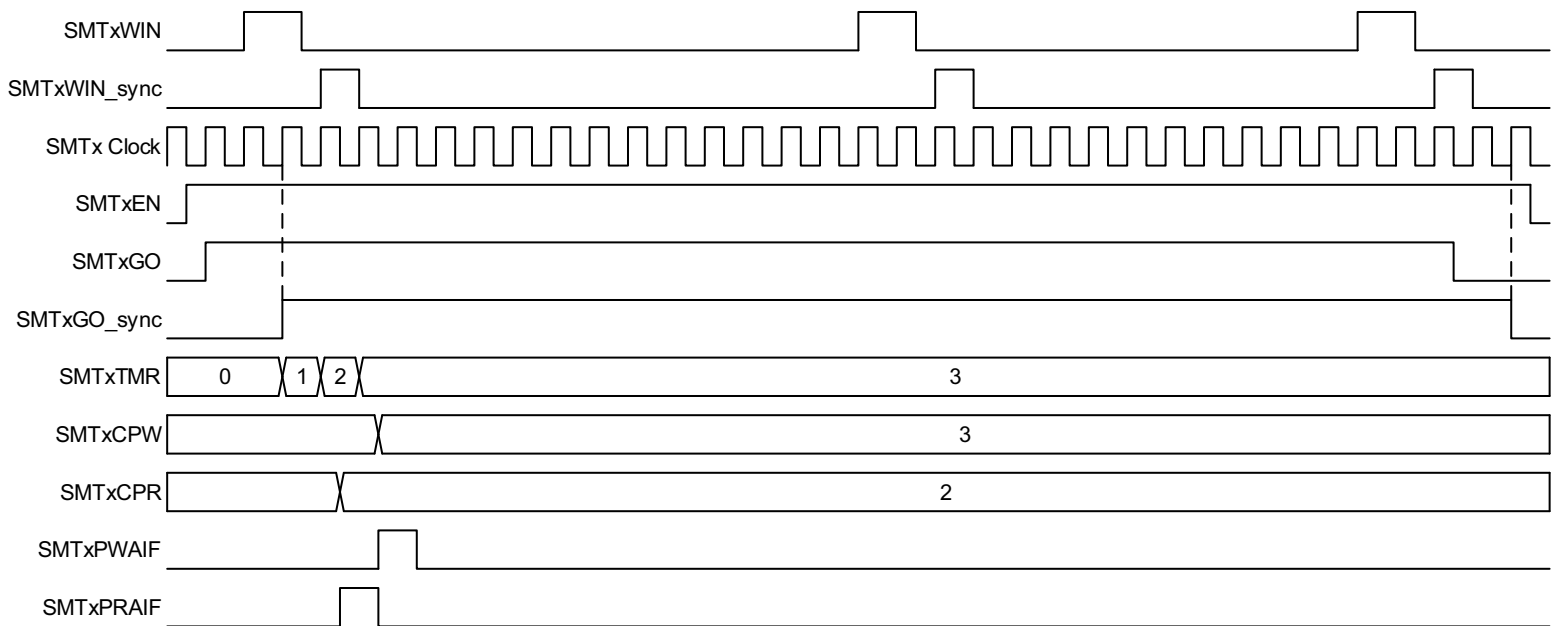 SMTxWIN
SMTxWIN_sync
SMTx Clock
SMTxEN
SMTxGO
SMTxGO_sync
SMTxTMR 0 1 2 3
SMTxCPW 3
SMTxCPR 2
SMTxPWAIF
SMTxPRAIF